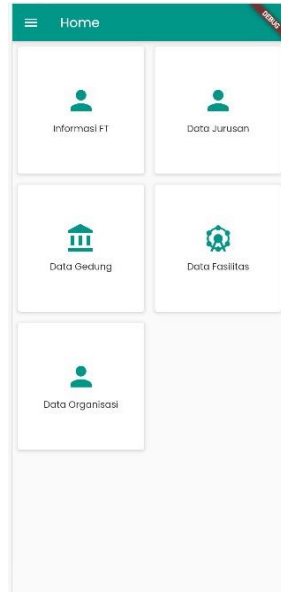 Home
DEBUG
Informasi FT
Data Jurusan
Data Gedung
Data Fasilitas
Data Organisasi